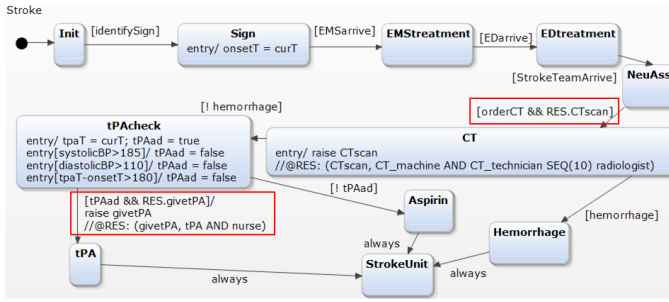 Stroke
Init
[identifySign]
Sign
entry/ onsetT = curT
[EMSarrive]
EMStreatment
[EDarrive]
EDtreatment
[StrokeTeamArrive]
NeuAss
[orderCT && RES.CTscan]
[! hemorrhage]
tPAcheck
entry/ tpaT = curT; tPAad = true
entry[systolicBP>185]/ tPAad = false
entry[diastolicBP>110]/ tPAad = false
entry[tpaT-onsetT>180]/ tPAad = false
CT
entry/ raise CTscan
//@RES: (CTscan, CT_machine AND CT_technician SEQ(10) radiologist)
[! tPAad]
[tPAad && RES.givetPA]/
raise givetPA
//@RES: (givetPA, tPA AND nurse)
Aspirin
[hemorrhage]
Hemorrhage
always
tPA
always
StrokeUnit
always